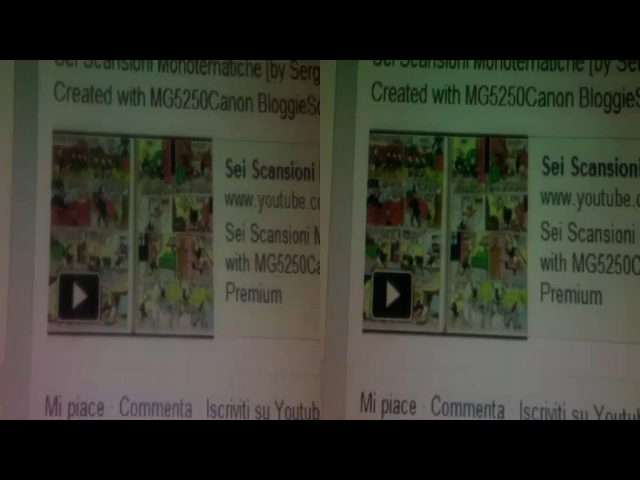 Sei Scansioni Monotematiche [by Serg
Created with MG5250Canon BloggieSo
Sei Scansioni
www.youtube.co
Sei Scansioni M
with MG5250Ca
Premium
Mi piace · Commenta · Iscriviti su Youtub
Sei Scansioni Monotematiche [by Serg
Created with MG5250Canon BloggieS
Sei Scansioni
www.youtube.c
Sei Scansioni
with MG5250C
Premium
Mi piace · Commenta · Iscriviti su Youtu